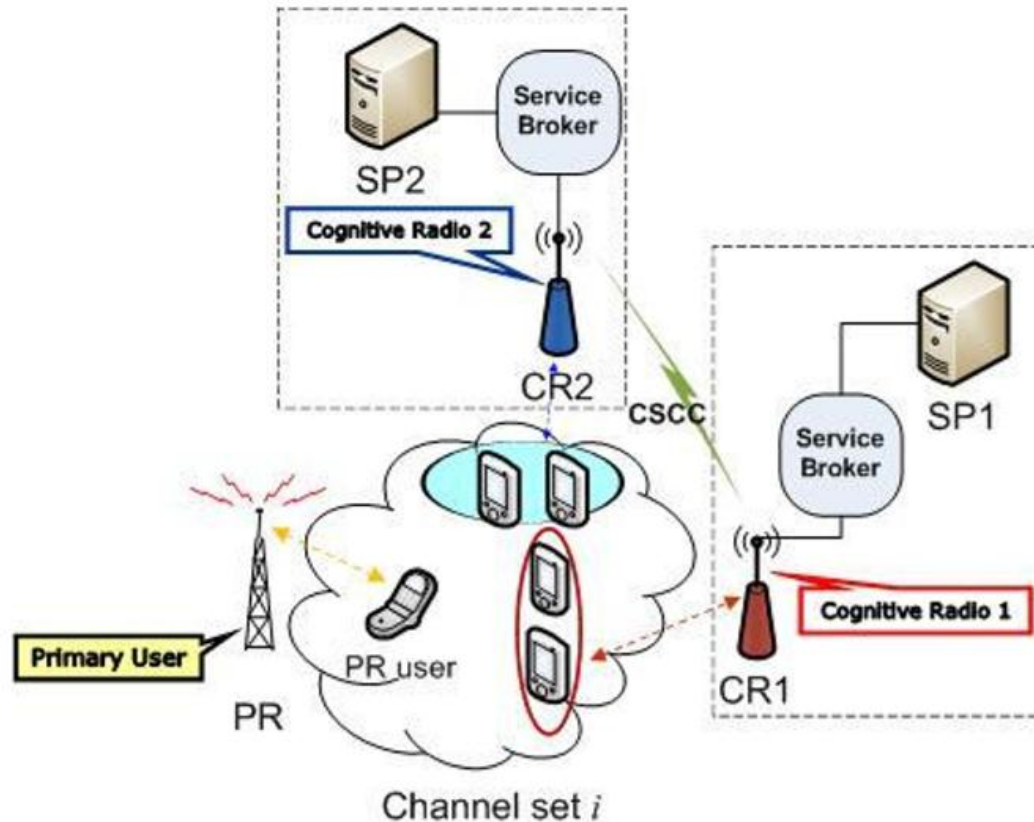 Service
Broker
SP2
Cognitive Radio 2
CR2
CSCC
SP1
Service
Broker
Cognitive Radio 1
CR1
Primary User
PR
PR user
Channel set i